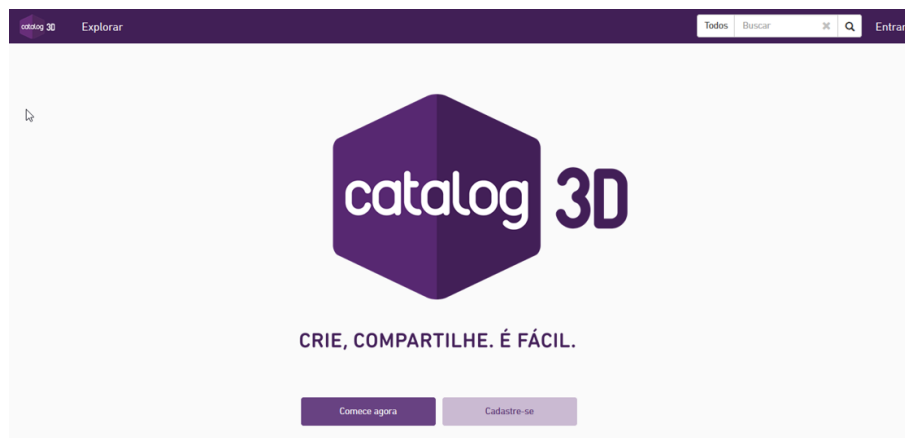 catalog 3D Explorar Todos Buscar Entrar
catalog 3D
CRIE, COMPARTILHE. É FÁCIL.
Comece agora Cadastre-se